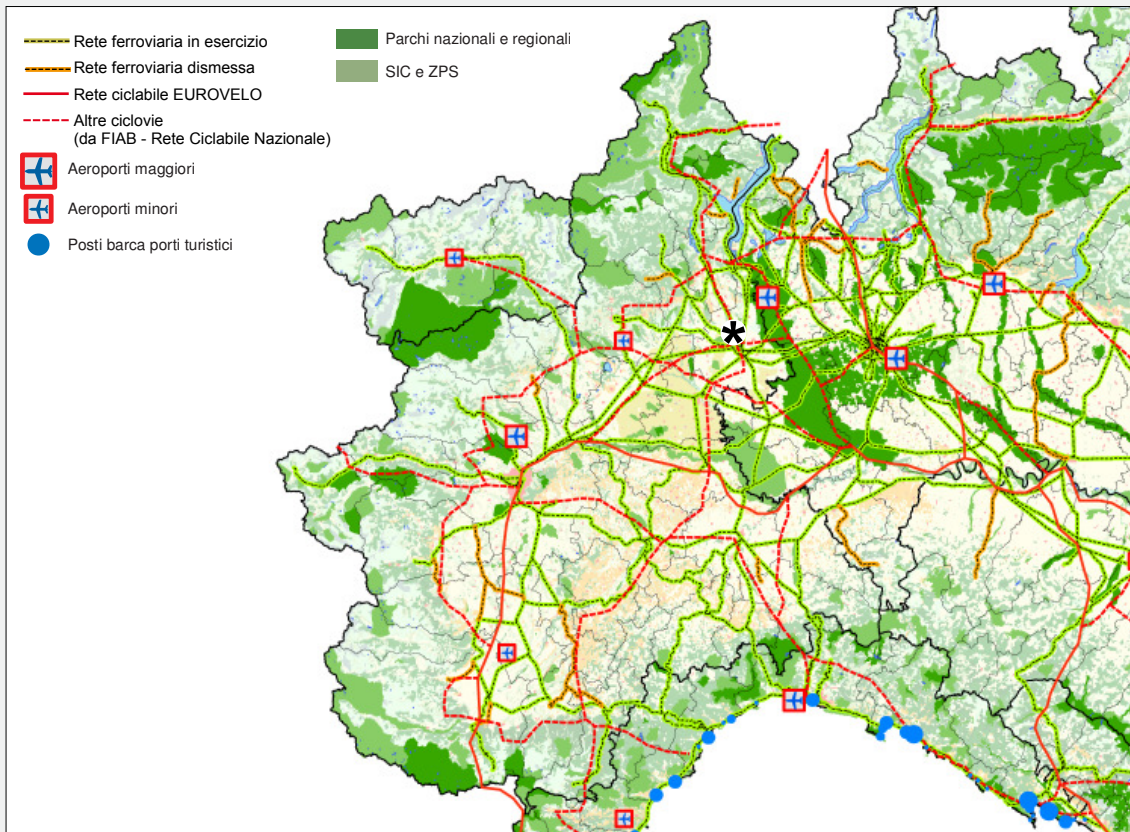 Rete ferroviaria in esercizio
Rete ferroviaria dismessa
Rete ciclabile EUROVELO
Altre ciclovie
(da FIAB - Rete Ciclabile Nazionale)
Aeroporti maggiori
Aeroporti minori
Posti barca porti turistici
Parchi nazionali e regionali
SIC e ZPS
*